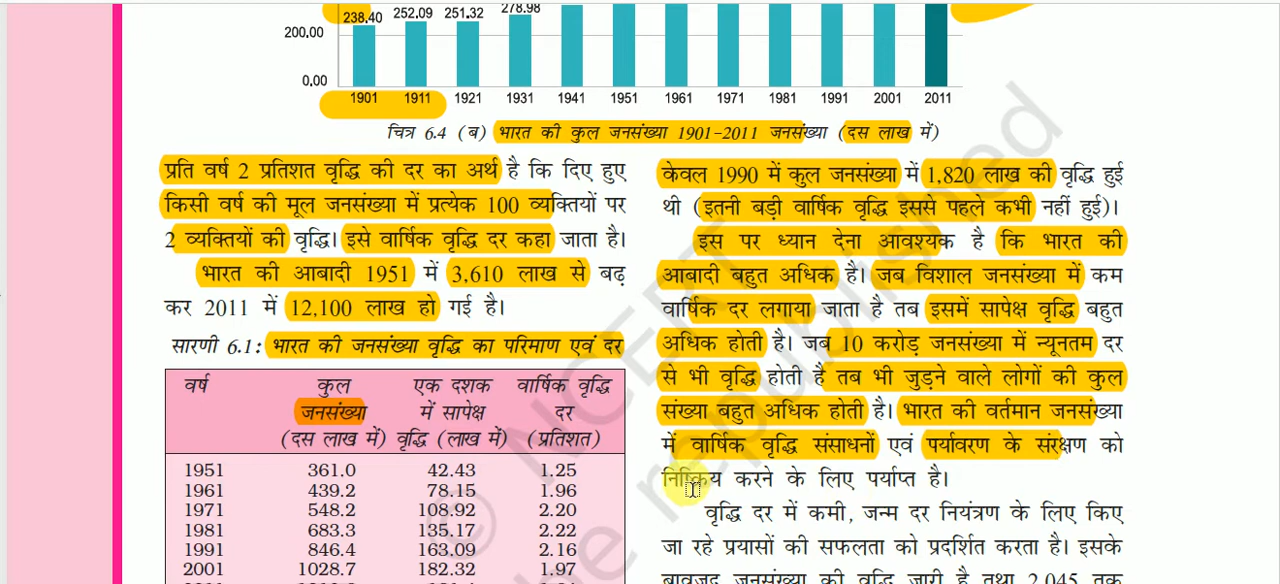 238.40 252.09 251.32 278.98
200.00
0.00
1901 1911 1921 1931 1941 1951 1961 1971 1981 1991 2001 2011
चित्र 6.4 (ब) भारत की कुल जनसंख्या 1901-2011 जनसंख्या (दस लाख में)
प्रति वर्ष 2 प्रतिशत वृद्धि की दर का अर्थ है कि दिए हुए
किसी वर्ष की मूल जनसंख्या में प्रत्येक 100 व्यक्तियों पर
2 व्यक्तियों की वृद्धि। इसे वार्षिक वृद्धि दर कहा जाता है।
भारत की आबादी 1951 में 3,610 लाख से बढ़
कर 2011 में 12,100 लाख हो गई है।
सारणी 6.1: भारत की जनसंख्या वृद्धि का परिमाण एवं दर
वर्ष कुल एक दशक वार्षिक वृद्धि
जनसंख्या में सापेक्ष दर
(दस लाख में) वृद्धि (लाख में) (प्रतिशत)
1951 361.0 42.43 1.25
1961 439.2 78.15 1.96
1971 548.2 108.92 2.20
1981 683.3 135.17 2.22
1991 846.4 163.09 2.16
2001 1028.7 182.32 1.97
केवल 1990 में कुल जनसंख्या में 1,820 लाख की वृद्धि हुई
थी (इतनी बड़ी वार्षिक वृद्धि इससे पहले कभी नहीं हुई)।
इस पर ध्यान देना आवश्यक है कि भारत की
आबादी बहुत अधिक है। जब विशाल जनसंख्या में कम
वार्षिक दर लगाया जाता है तब इसमें सापेक्ष वृद्धि बहुत
अधिक होती है। जब 10 करोड़ जनसंख्या में न्यूनतम दर
से भी वृद्धि होती है तब भी जुड़ने वाले लोगों की कुल
संख्या बहुत अधिक होती है। भारत की वर्तमान जनसंख्या
में वार्षिक वृद्धि संसाधनों एवं पर्यावरण के संरक्षण को
निष्क्रिय करने के लिए पर्याप्त है।
वृद्धि दर में कमी, जन्म दर नियंत्रण के लिए किए
जा रहे प्रयासों की सफलता को प्रदर्शित करता है। इसके
बावजूद जनसंख्या की वृद्धि जारी है तथा 2,045 तक
© NCERT
be republished